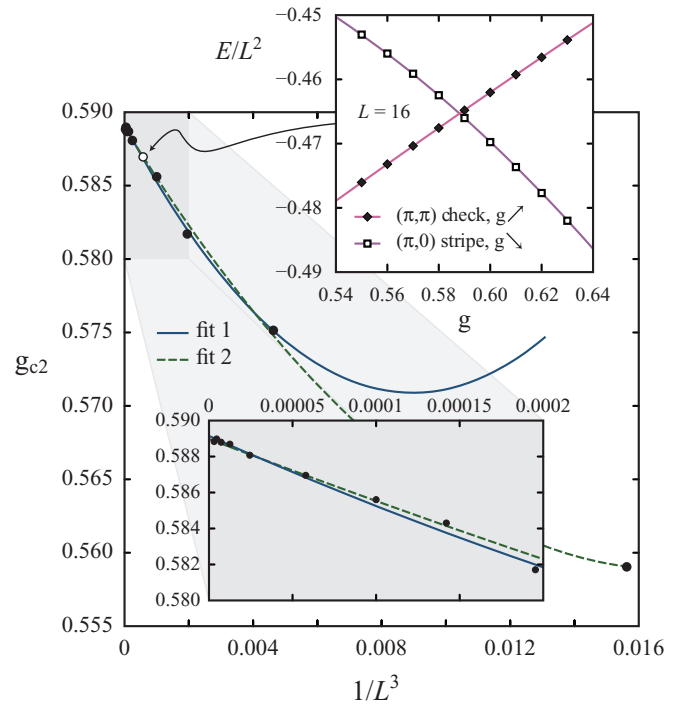 E/L²
−0.45
−0.46
−0.47
−0.48
−0.49
L = 16
(π,π) check, g↗
(π,0) stripe, g↘
0.54 0.56 0.58 0.60 0.62 0.64
g
0.590
0.585
0.580
0.575
0.570
0.565
0.560
0.555
g_c2
fit 1
fit 2
0 0.00005 0.0001 0.00015 0.0002
0.590
0.588
0.586
0.584
0.582
0.580
0 0.004 0.008 0.012 0.016
1/L³